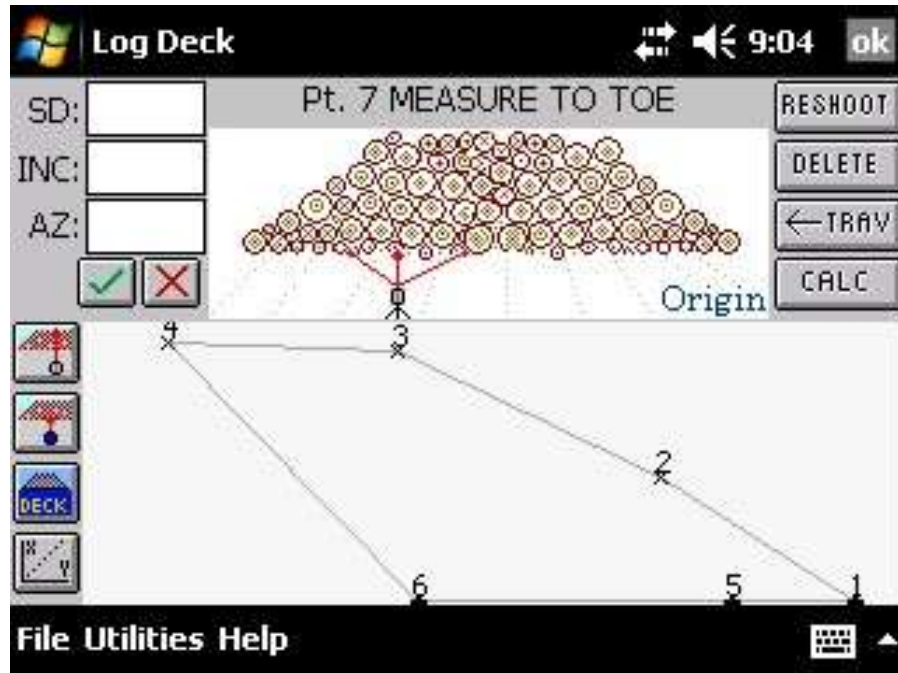 Log Deck 9:04 ok
SD: Pt. 7 MEASURE TO TOE RESHOOT
INC: DELETE
AZ: ←TRAV
Origin CALC
4 3
2
DECK
X Y
6 5 1
File Utilities Help